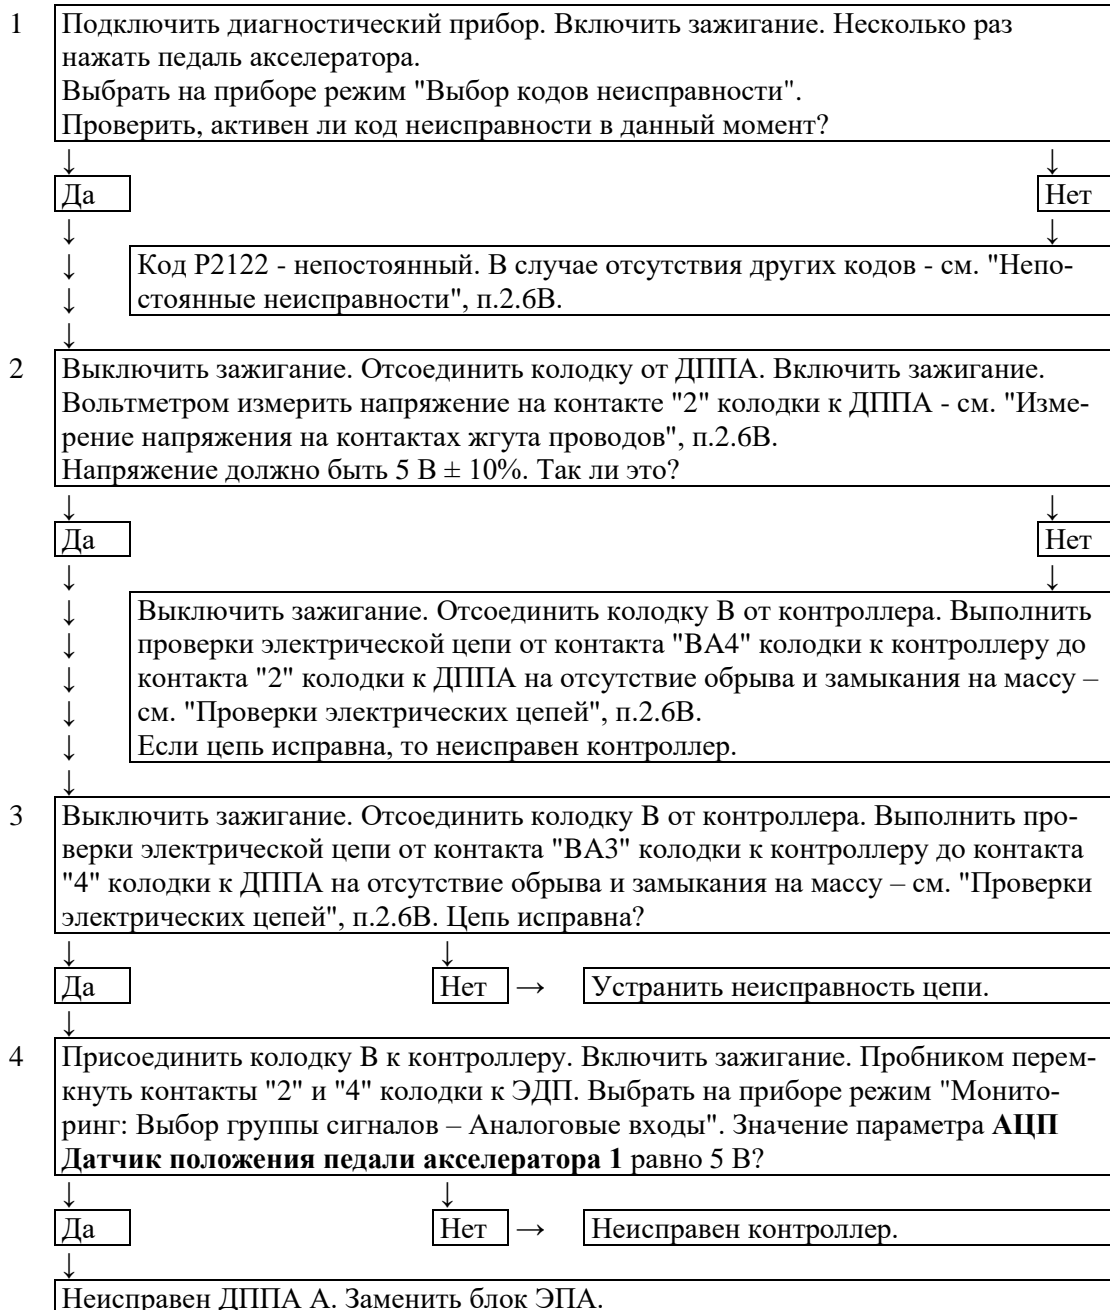 1 Подключить диагностический прибор. Включить зажигание. Несколько раз
нажать педаль акселератора.
Выбрать на приборе режим "Выбор кодов неисправности".
Проверить, активен ли код неисправности в данный момент?
↓ ↓
Да Нет
↓ ↓
↓ Код P2122 - непостоянный. В случае отсутствия других кодов - см. "Непо-
↓ стоянные неисправности", п.2.6В.
↓
2 Выключить зажигание. Отсоединить колодку от ДППА. Включить зажигание.
Вольтметром измерить напряжение на контакте "2" колодки к ДППА - см. "Изме-
рение напряжения на контактах жгута проводов", п.2.6В.
Напряжение должно быть 5 В ± 10%. Так ли это?
↓ ↓
Да Нет
↓ ↓
↓ Выключить зажигание. Отсоединить колодку В от контроллера. Выполнить
↓ проверки электрической цепи от контакта "ВА4" колодки к контроллеру до
↓ контакта "2" колодки к ДППА на отсутствие обрыва и замыкания на массу –
↓ см. "Проверки электрических цепей", п.2.6В.
↓ Если цепь исправна, то неисправен контроллер.
↓
3 Выключить зажигание. Отсоединить колодку В от контроллера. Выполнить про-
верки электрической цепи от контакта "ВА3" колодки к контроллеру до контакта
"4" колодки к ДППА на отсутствие обрыва и замыкания на массу – см. "Проверки
электрических цепей", п.2.6В. Цепь исправна?
↓ ↓
Да Нет → Устранить неисправность цепи.
↓
4 Присоединить колодку В к контроллеру. Включить зажигание. Пробником перем-
кнуть контакты "2" и "4" колодки к ЭДП. Выбрать на приборе режим "Монито-
ринг: Выбор группы сигналов – Аналоговые входы". Значение параметра АЦП
Датчик положения педали акселератора 1 равно 5 В?
↓ ↓
Да Нет → Неисправен контроллер.
↓
Неисправен ДППА А. Заменить блок ЭПА.